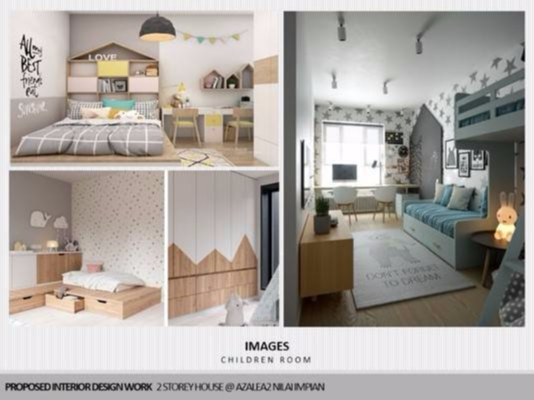 All my
BEST
friends
eat
Sunshine
LOVE
DON'T FORGET
TO DREAM
IMAGES
CHILDREN ROOM
PROPOSED INTERIOR DESIGN WORK 2 STOREY HOUSE @ AZALEA2 NILAI IMPIAN